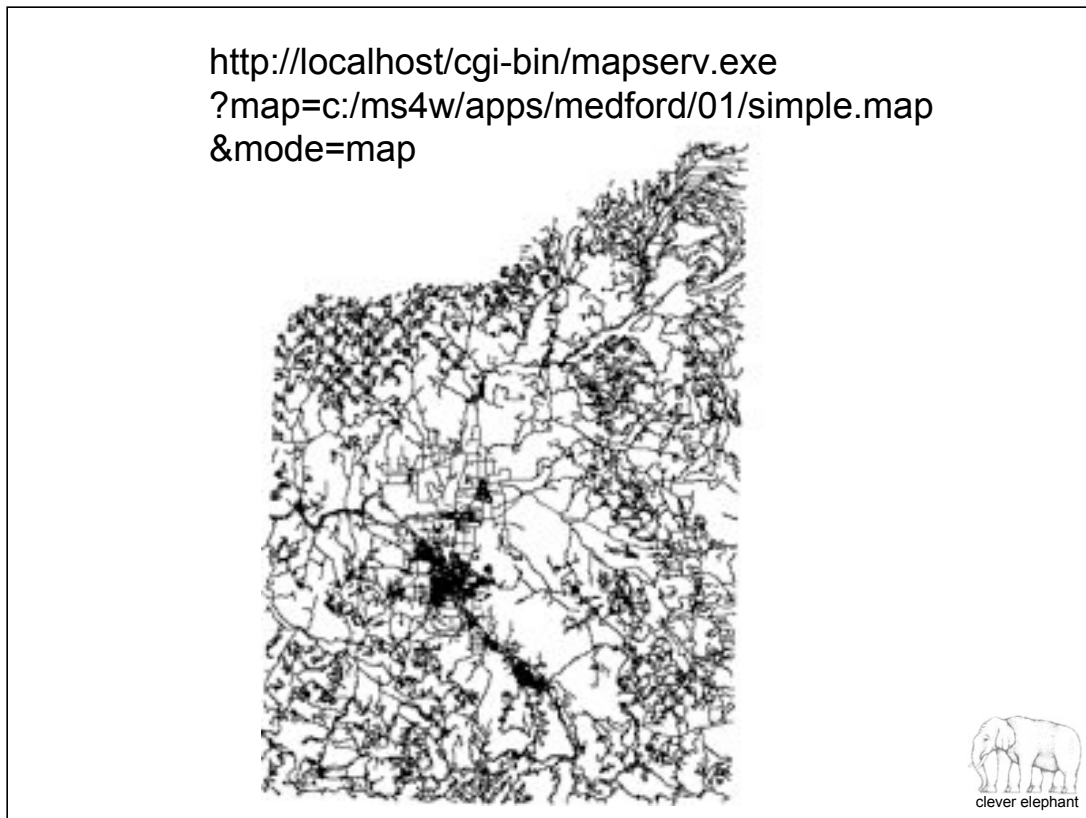 http://localhost/cgi-bin/mapserv.exe
?map=c:/ms4w/apps/medford/01/simple.map
&mode=map
clever elephant